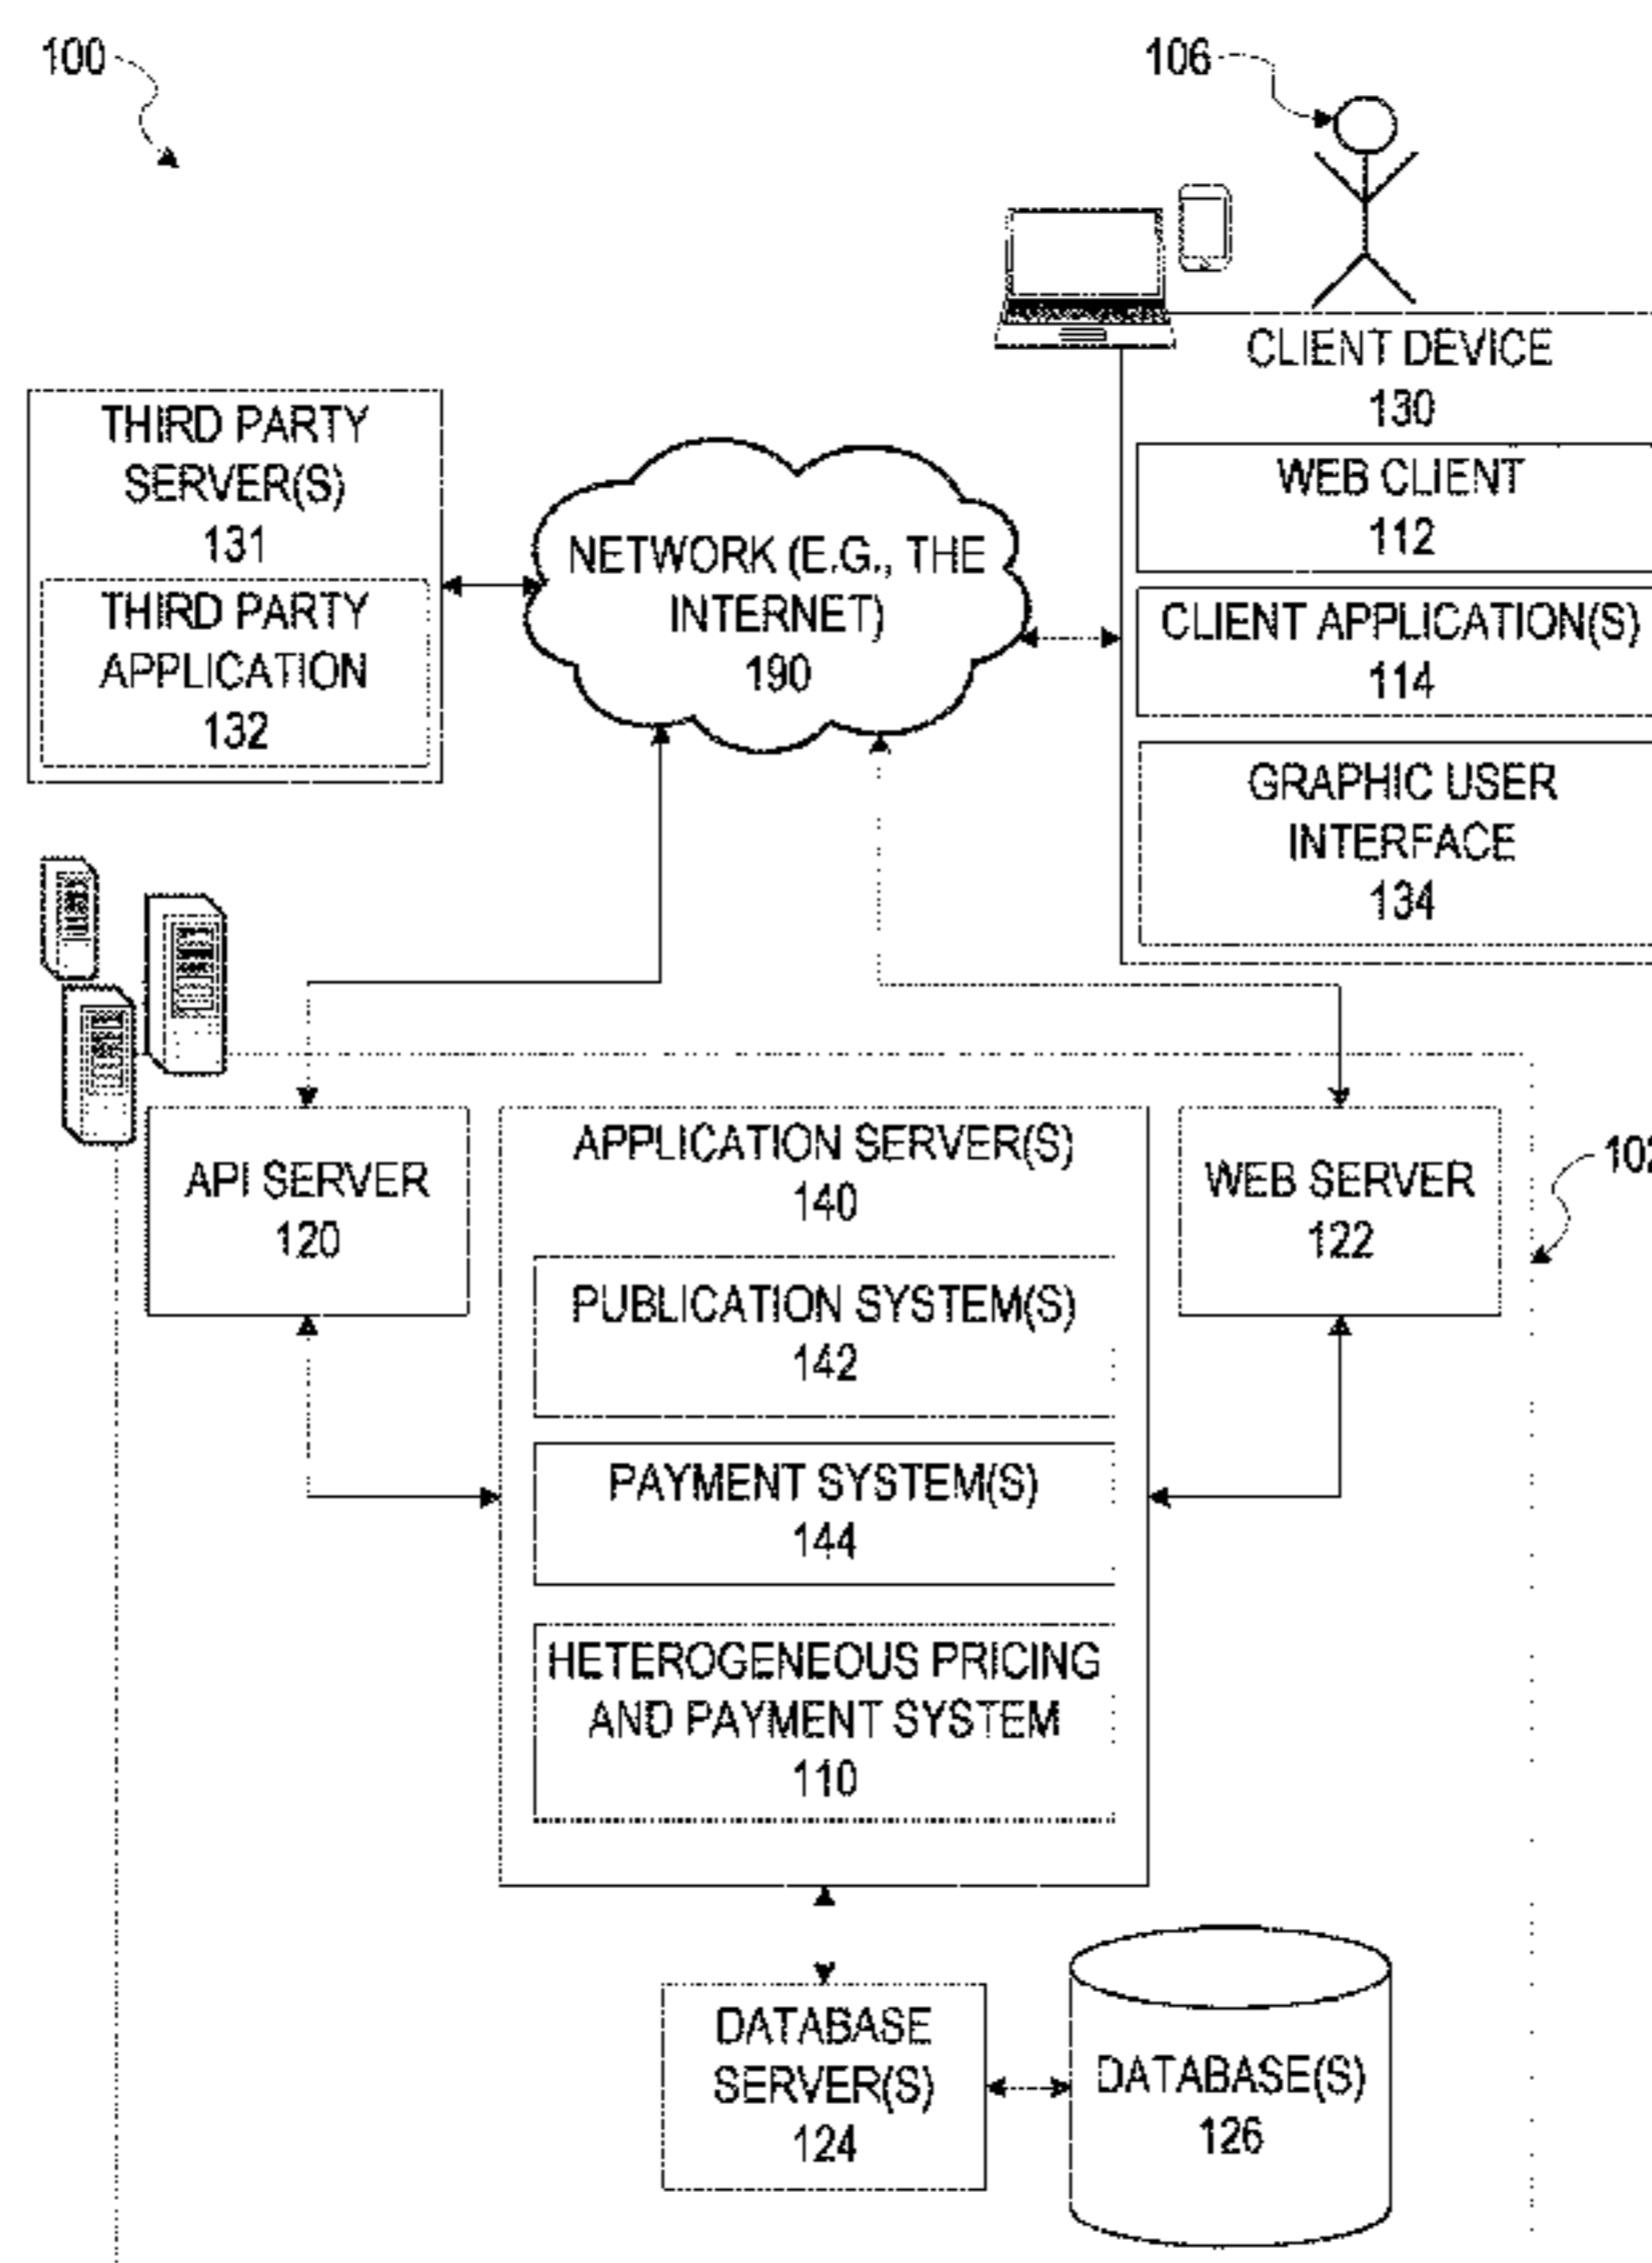 100
106
CLIENT DEVICE
130
WEB CLIENT
112
CLIENT APPLICATION(S)
114
GRAPHIC USER
INTERFACE
134
THIRD PARTY
SERVER(S)
131
THIRD PARTY
APPLICATION
132
NETWORK (E.G., THE
INTERNET)
190
API SERVER
120
APPLICATION SERVER(S)
140
PUBLICATION SYSTEM(S)
142
PAYMENT SYSTEM(S)
144
HETEROGENEOUS PRICING
AND PAYMENT SYSTEM
110
WEB SERVER
122
102
DATABASE
SERVER(S)
124
DATABASE(S)
126